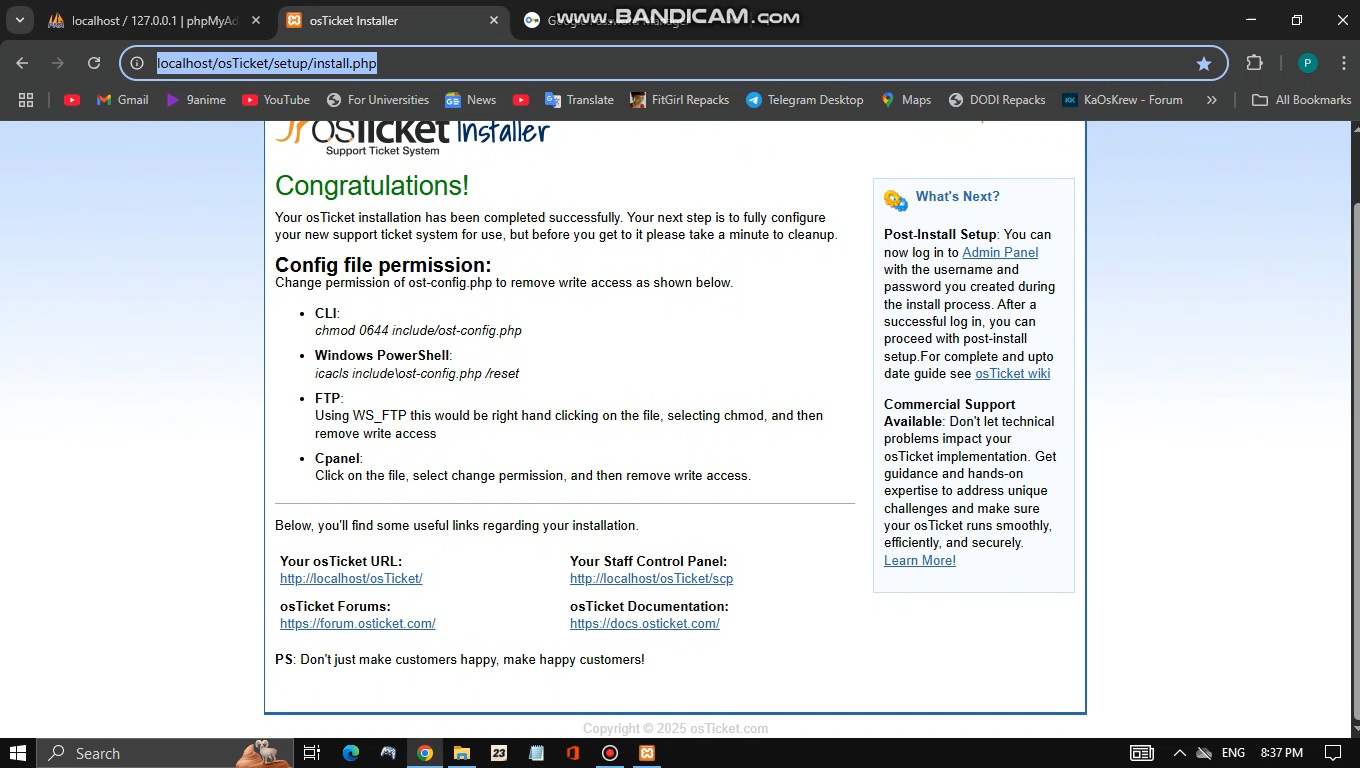 localhost / 127.0.0.1 | phpMyAd
osTicket Installer
WWW.BANDICAM.COM
localhost/osTicket/setup/install.php
P
Gmail
9anime
YouTube
For Universities
News
Translate
FitGirl Repacks
Telegram Desktop
Maps
DODI Repacks
KaOsKrew - Forum
All Bookmarks
osTicket Installer
Support Ticket System
Congratulations!
Your osTicket installation has been completed successfully. Your next step is to fully configure
your new support ticket system for use, but before you get to it please take a minute to cleanup.
Config file permission:
Change permission of ost-config.php to remove write access as shown below.
• CLI:
chmod 0644 include/ost-config.php
• Windows PowerShell:
icacls include\ost-config.php /reset
• FTP:
Using WS_FTP this would be right hand clicking on the file, selecting chmod, and then
remove write access
• Cpanel:
Click on the file, select change permission, and then remove write access.
Below, you'll find some useful links regarding your installation.
Your osTicket URL:
http://localhost/osTicket/
Your Staff Control Panel:
http://localhost/osTicket/scp
osTicket Forums:
https://forum.osticket.com/
osTicket Documentation:
https://docs.osticket.com/
PS: Don't just make customers happy, make happy customers!
What's Next?
Post-Install Setup: You can
now log in to Admin Panel
with the username and
password you created during
the install process. After a
successful log in, you can
proceed with post-install
setup.For complete and upto
date guide see osTicket wiki
Commercial Support
Available: Don't let technical
problems impact your
osTicket implementation. Get
guidance and hands-on
expertise to address unique
challenges and make sure
your osTicket runs smoothly,
efficiently, and securely.
Learn More!
Copyright © 2025 osTicket.com
Search
23
ENG
8:37 PM